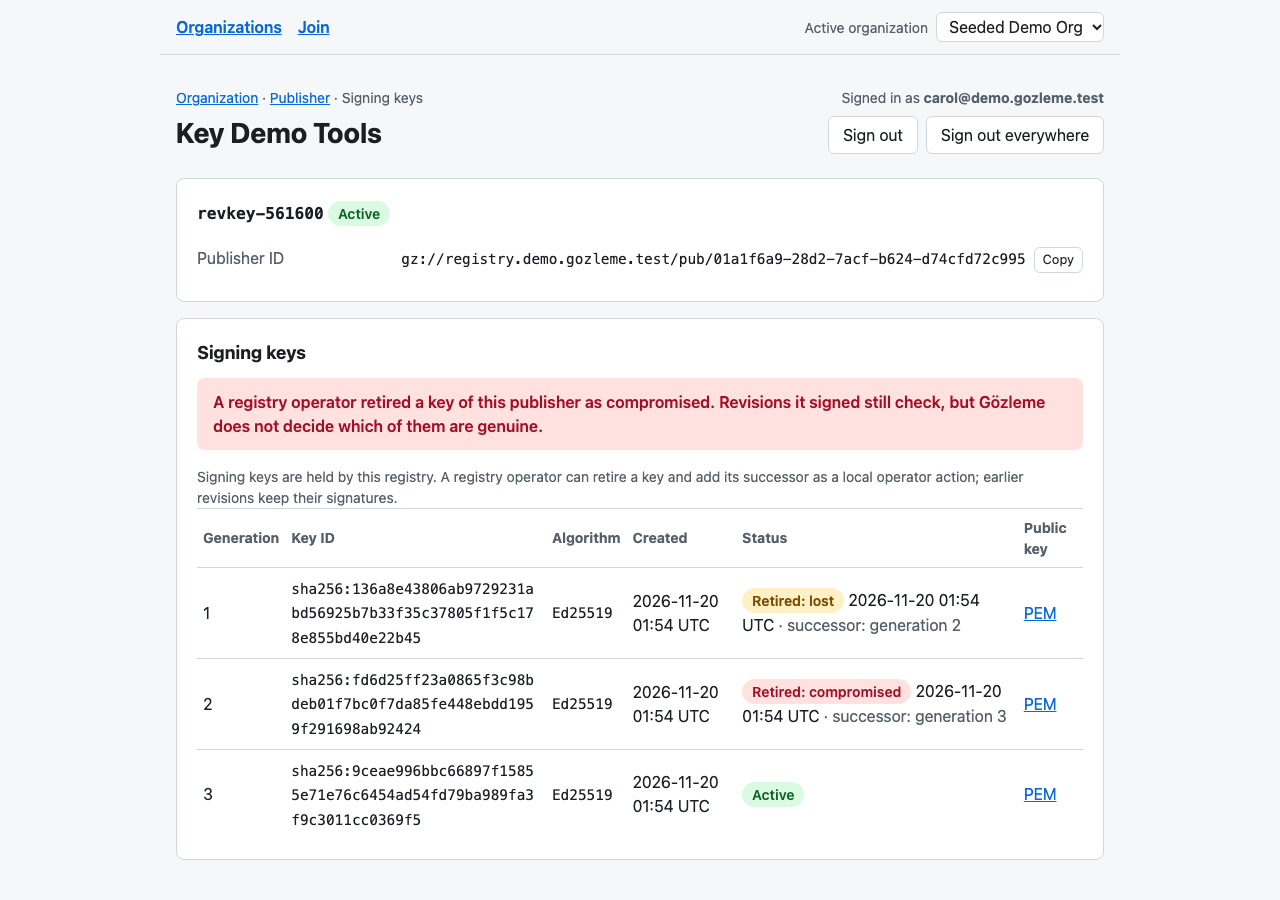 Organizations Join Active organization Seeded Demo Org
Organization · Publisher · Signing keys Signed in as carol@demo.gozleme.test
Key Demo Tools Sign out Sign out everywhere
revkey-561600 Active
Publisher ID gz://registry.demo.gozleme.test/pub/01a1f6a9-28d2-7acf-b624-d74cfd72c995 Copy
Signing keys
A registry operator retired a key of this publisher as compromised. Revisions it signed still check, but Gözleme
does not decide which of them are genuine.
Signing keys are held by this registry. A registry operator can retire a key and add its successor as a local operator action; earlier
revisions keep their signatures.
Generation Key ID Algorithm Created Status Public
key
1
sha256:136a8e43806ab9729231a
bd56925b7b33f35c37805f1f5c17
8e855bd40e22b45
Ed25519
2026-11-20
01:54 UTC
Retired: lost 2026-11-20 01:54
UTC · successor: generation 2
PEM
2
sha256:fd6d25ff23a0865f3c98b
deb01f7bc0f7da85fe448ebdd195
9f291698ab92424
Ed25519
2026-11-20
01:54 UTC
Retired: compromised 2026-11-20
01:54 UTC · successor: generation 3
PEM
3
sha256:9ceae996bbc66897f1585
5e71e76c6454ad54fd79ba989fa3
f9c3011cc0369f5
Ed25519
2026-11-20
01:54 UTC
Active
PEM